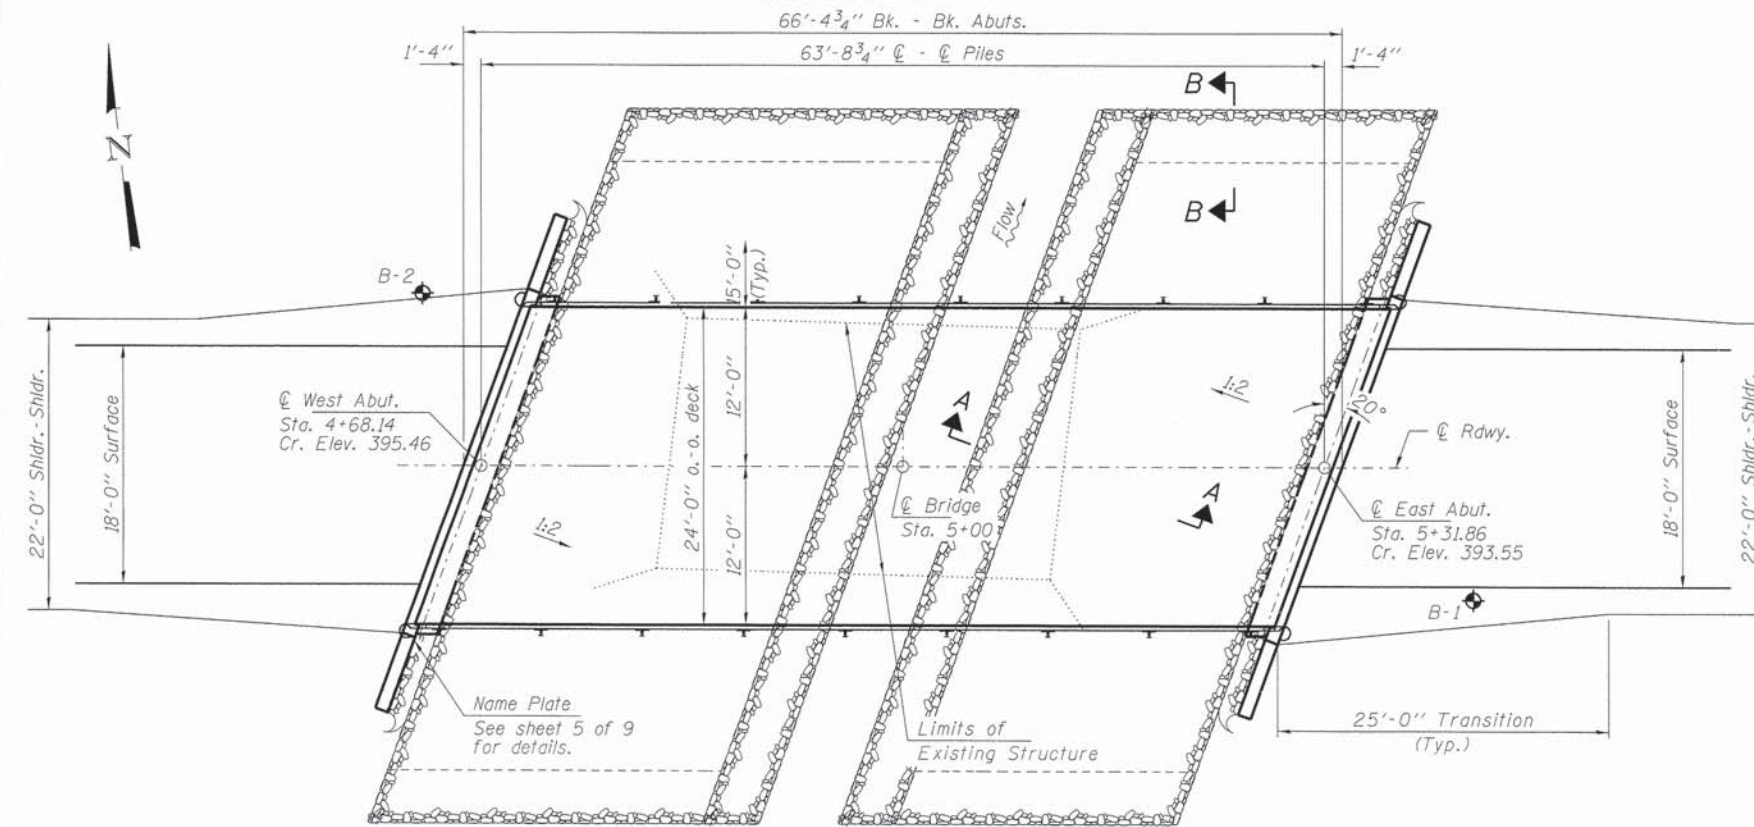 66'-4 3/4" Bk. - Bk. Abuts.
1'-4"
63'-8 3/4" ℄ - ℄ Piles
1'-4"
N
B
B
Flow
15'-0"
(Typ.)
B-2
22'-0" Shldr.-Shldr.
18'-0" Surface
℄ West Abut.
Sta. 4+68.14
Cr. Elev. 395.46
24'-0" o.-o. deck
12'-0"
12'-0"
A
A
1:2
1:2
20°
℄ Rdwy.
℄ Bridge
Sta. 5+00
℄ East Abut.
Sta. 5+31.86
Cr. Elev. 393.55
18'-0" Surface
22'-0" Shldr.-Shldr.
B-1
Name Plate
See sheet 5 of 9
for details.
Limits of
Existing Structure
25'-0" Transition
(Typ.)